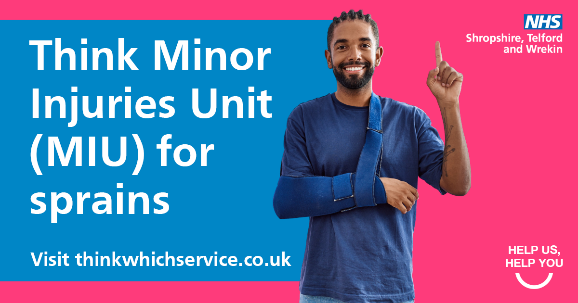 Think Minor
Injuries Unit
(MIU) for
sprains
Visit thinkwhichservice.co.uk
NHS
Shropshire, Telford
and Wrekin
HELP US,
HELP YOU